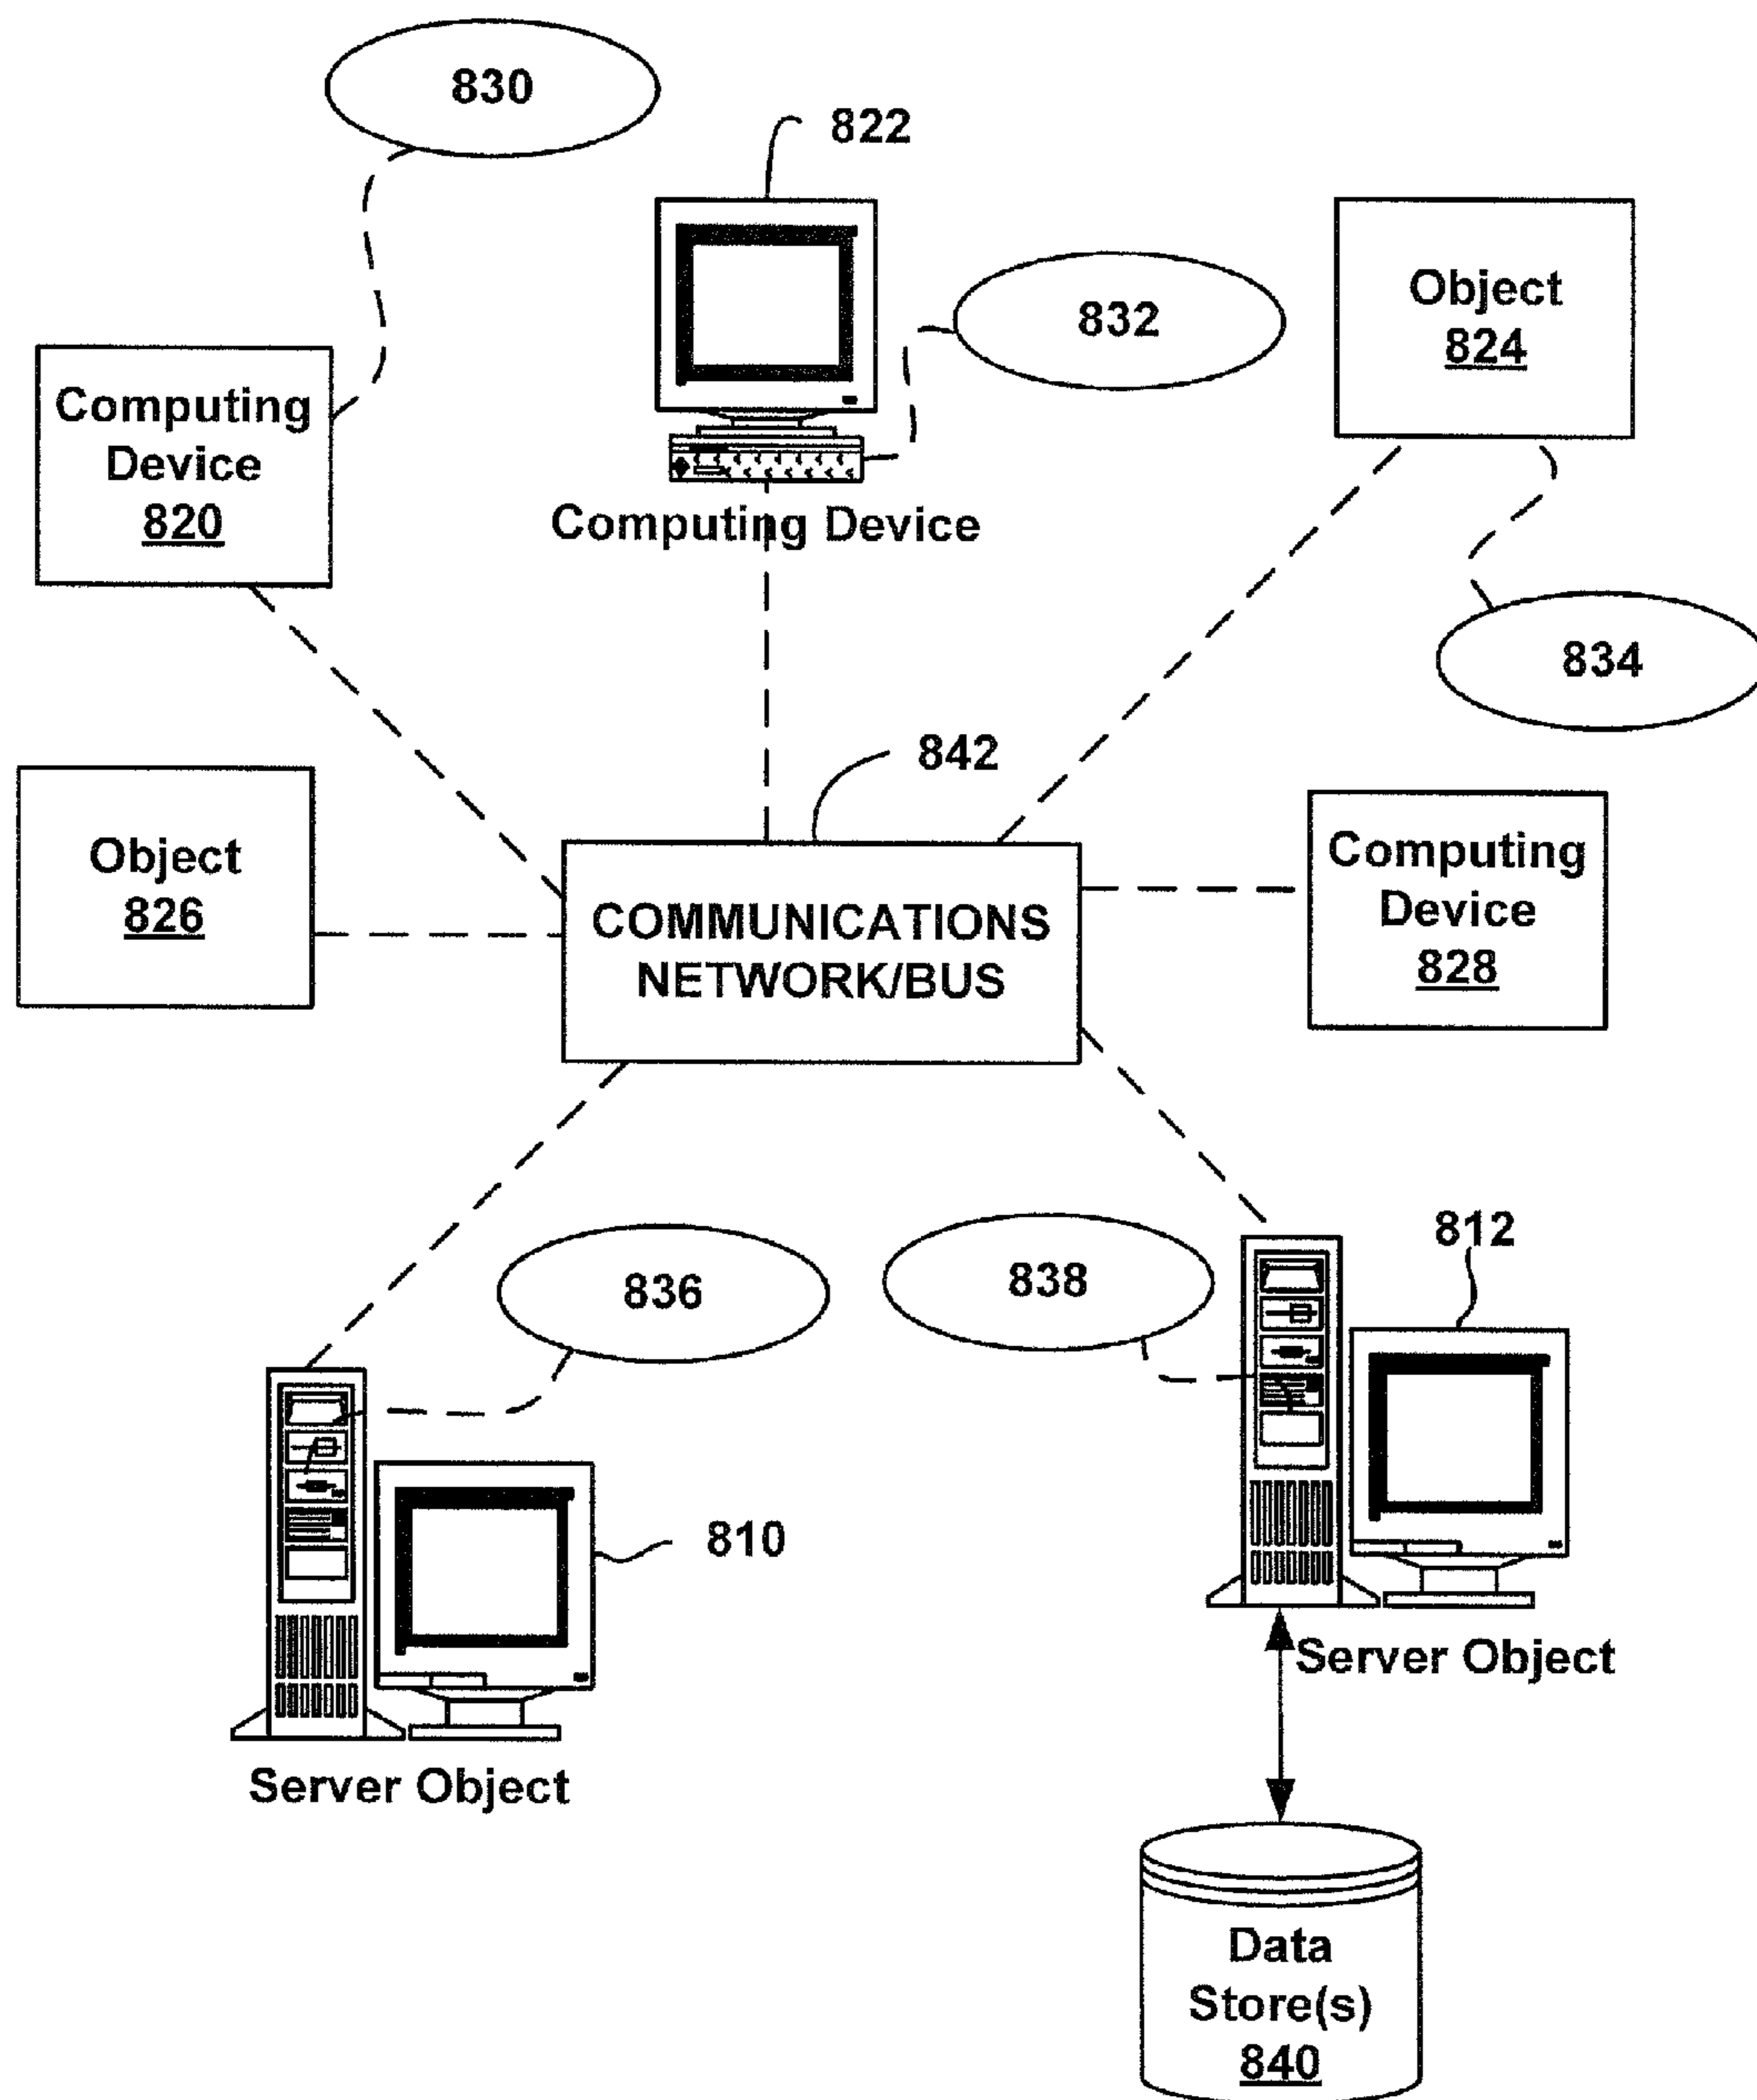 830
822
832
Object
824
Computing
Device
820
Computing Device
834
842
Object
826
COMMUNICATIONS
NETWORK/BUS
Computing
Device
828
836
838
812
810
Server Object
Server Object
Data
Store(s)
840